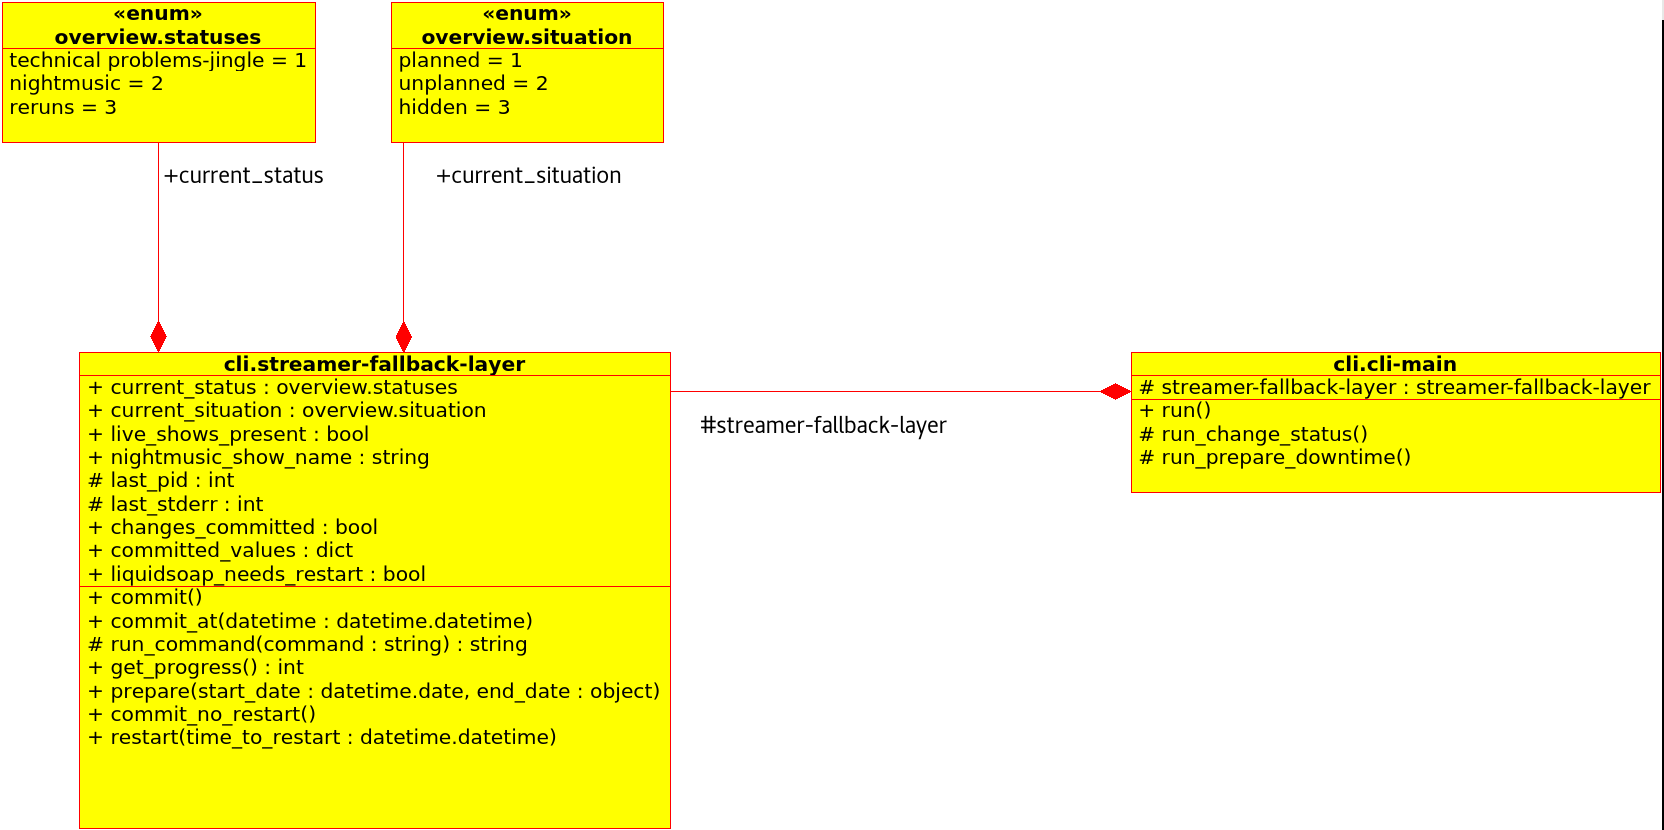 «enum»
overview.statuses
technical problems-jingle = 1
nightmusic = 2
reruns = 3
«enum»
overview.situation
planned = 1
unplanned = 2
hidden = 3
+current_status
+current_situation
cli.streamer-fallback-layer
+ current_status : overview.statuses
+ current_situation : overview.situation
+ live_shows_present : bool
+ nightmusic_show_name : string
# last_pid : int
# last_stderr : int
+ changes_committed : bool
+ committed_values : dict
+ liquidsoap_needs_restart : bool
+ commit()
+ commit_at(datetime : datetime.datetime)
# run_command(command : string) : string
+ get_progress() : int
+ prepare(start_date : datetime.date, end_date : object)
+ commit_no_restart()
+ restart(time_to_restart : datetime.datetime)
#streamer-fallback-layer
cli.cli-main
# streamer-fallback-layer : streamer-fallback-layer
+ run()
# run_change_status()
# run_prepare_downtime()